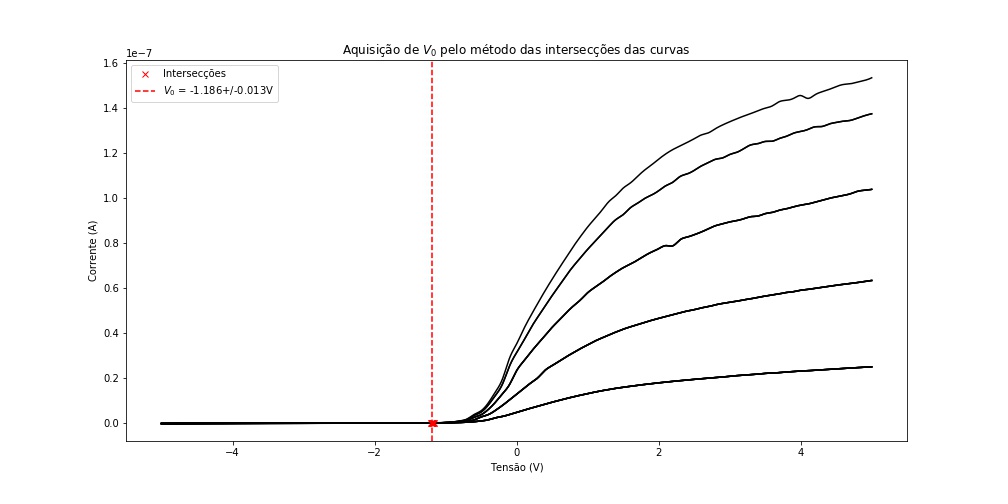 Aquisição de V₀ pelo método das intersecções das curvas
1e−7
Intersecções
V₀ = -1.186+/-0.013V
1.6
1.4
1.2
1.0
0.8
0.6
0.4
0.2
0.0
Corrente (A)
−4 −2 0 2 4
Tensão (V)